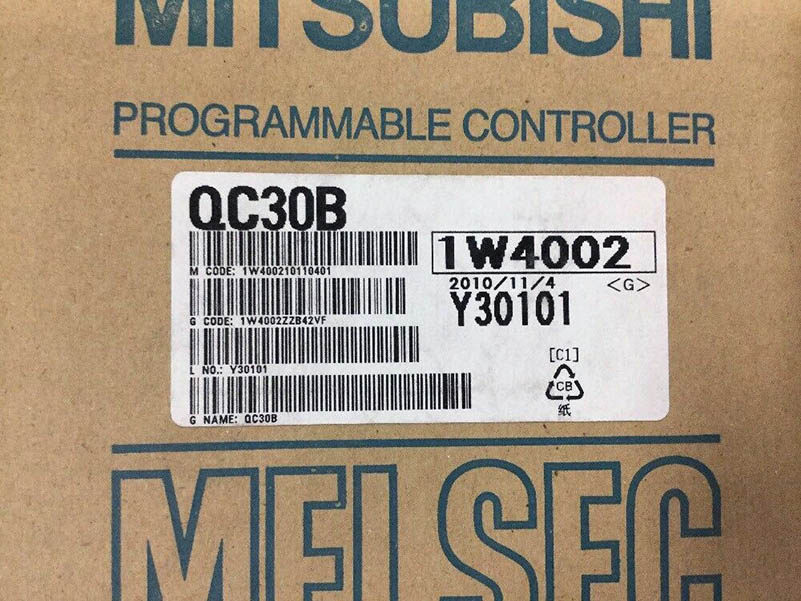 MITSUBISHI
PROGRAMMABLE CONTROLLER
QC30B
M CODE: 1W400210110401
1W4002
2010/11/4 <G>
Y30101
G CODE: 1W4002ZZB42VF
L NO.: Y30101
[C1]
CB
紙
G NAME: QC30B
MELSEC